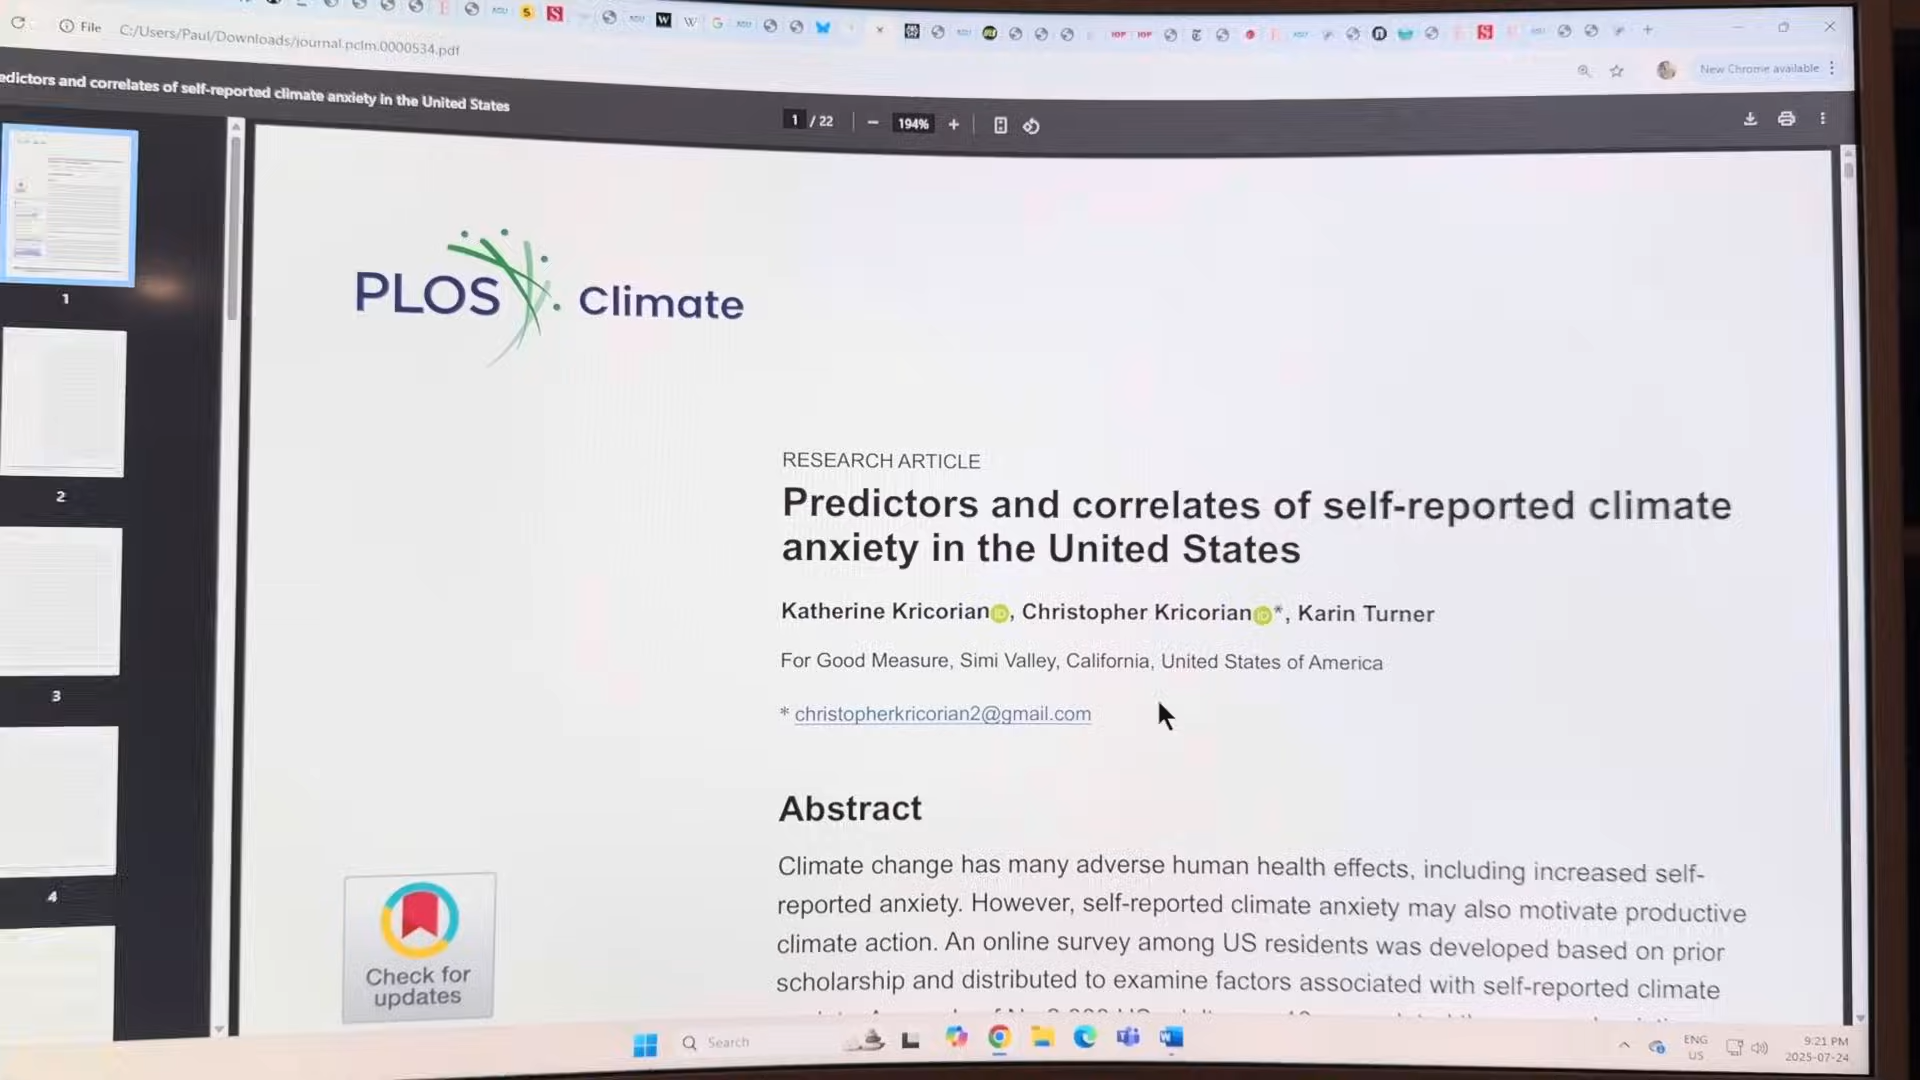 File C:/Users/Paul/Downloads/journal.pclm.0000534.pdf
New Chrome available
edictors and correlates of self-reported climate anxiety in the United States
1 / 22
194%
PLOS Climate
1
2
3
4
RESEARCH ARTICLE
Predictors and correlates of self-reported climate
anxiety in the United States
Katherine Kricorian iD, Christopher Kricorian iD*, Karin Turner
For Good Measure, Simi Valley, California, United States of America
* christopherkricorian2@gmail.com
Abstract
Climate change has many adverse human health effects, including increased self-
reported anxiety. However, self-reported climate anxiety may also motivate productive
climate action. An online survey among US residents was developed based on prior
scholarship and distributed to examine factors associated with self-reported climate
Check for
updates
Search
ENG
US
9:21 PM
2025-07-24